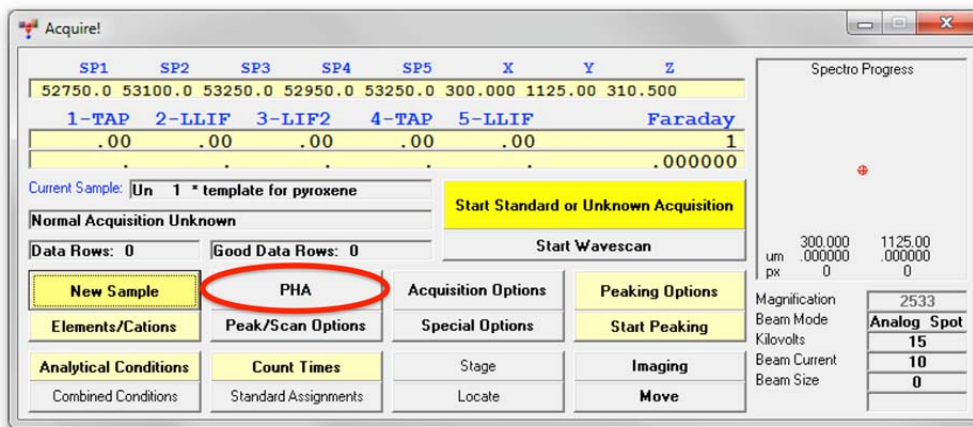 Acquire!
SP1 SP2 SP3 SP4 SP5 X Y Z
52750.0 53100.0 53250.0 52950.0 53250.0 300.000 1125.00 310.500
1-TAP 2-LLIF 3-LIF2 4-TAP 5-LLIF Faraday
.00 .00 .00 .00 .00 1
. . . . . .000000
Current Sample: Un 1 * template for pyroxene
Normal Acquisition Unknown
Data Rows: 0 Good Data Rows: 0
Start Standard or Unknown Acquisition
Start Wavescan
New Sample PHA Acquisition Options Peaking Options
Elements/Cations Peak/Scan Options Special Options Start Peaking
Analytical Conditions Count Times Stage Imaging
Combined Conditions Standard Assignments Locate Move
Spectro Progress
300.000 1125.00
um .000000 .000000
px 0 0
Magnification 2533
Beam Mode Analog Spot
Kilovolts 15
Beam Current 10
Beam Size 0